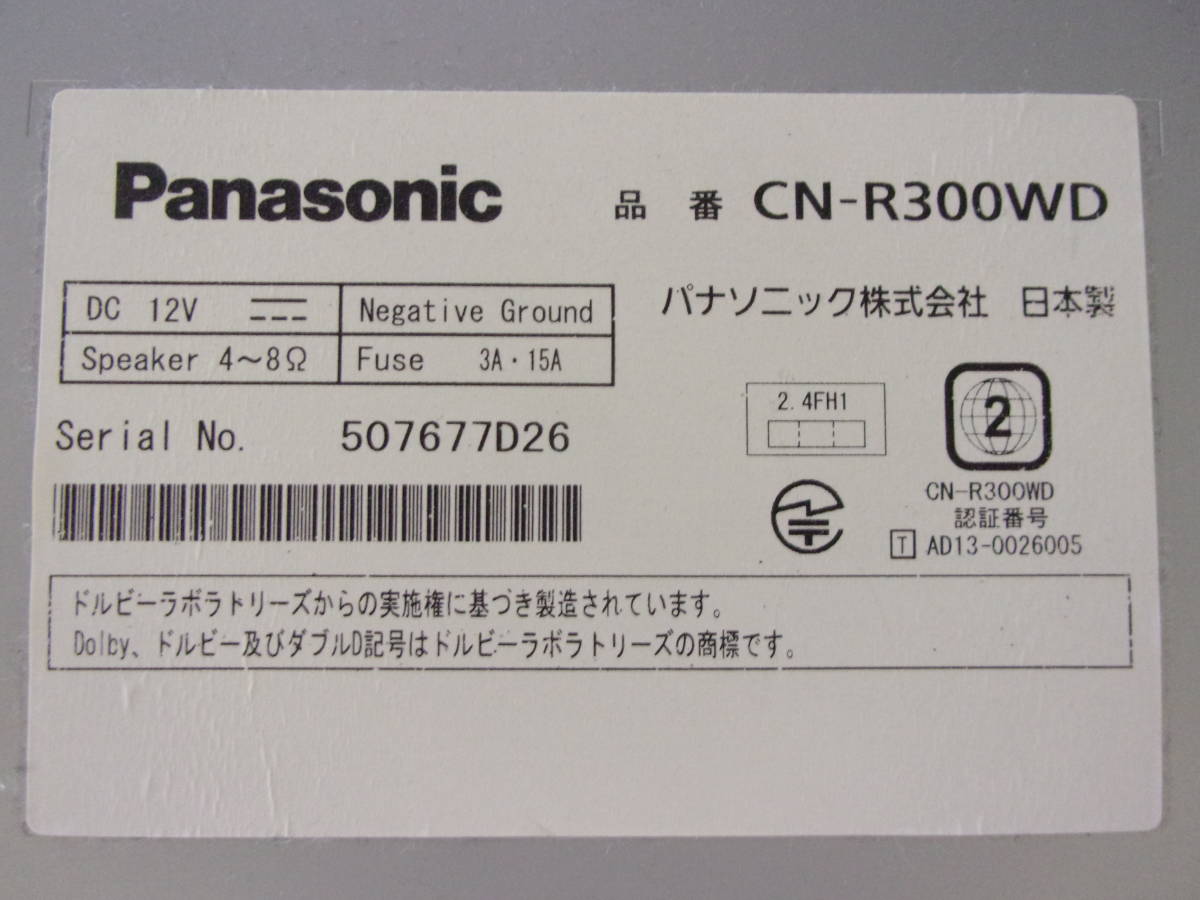 Panasonic 品番 CN-R300WD
DC 12V Negative Ground
Speaker 4～8Ω Fuse 3A・15A
パナソニック株式会社 日本製
Serial No. 507677D26
2.4FH1
2
CN-R300WD
認証番号
T AD13-0026005
ドルビーラボラトリーズからの実施権に基づき製造されています。
Dolby、ドルビー及びダブルD記号はドルビーラボラトリーズの商標です。